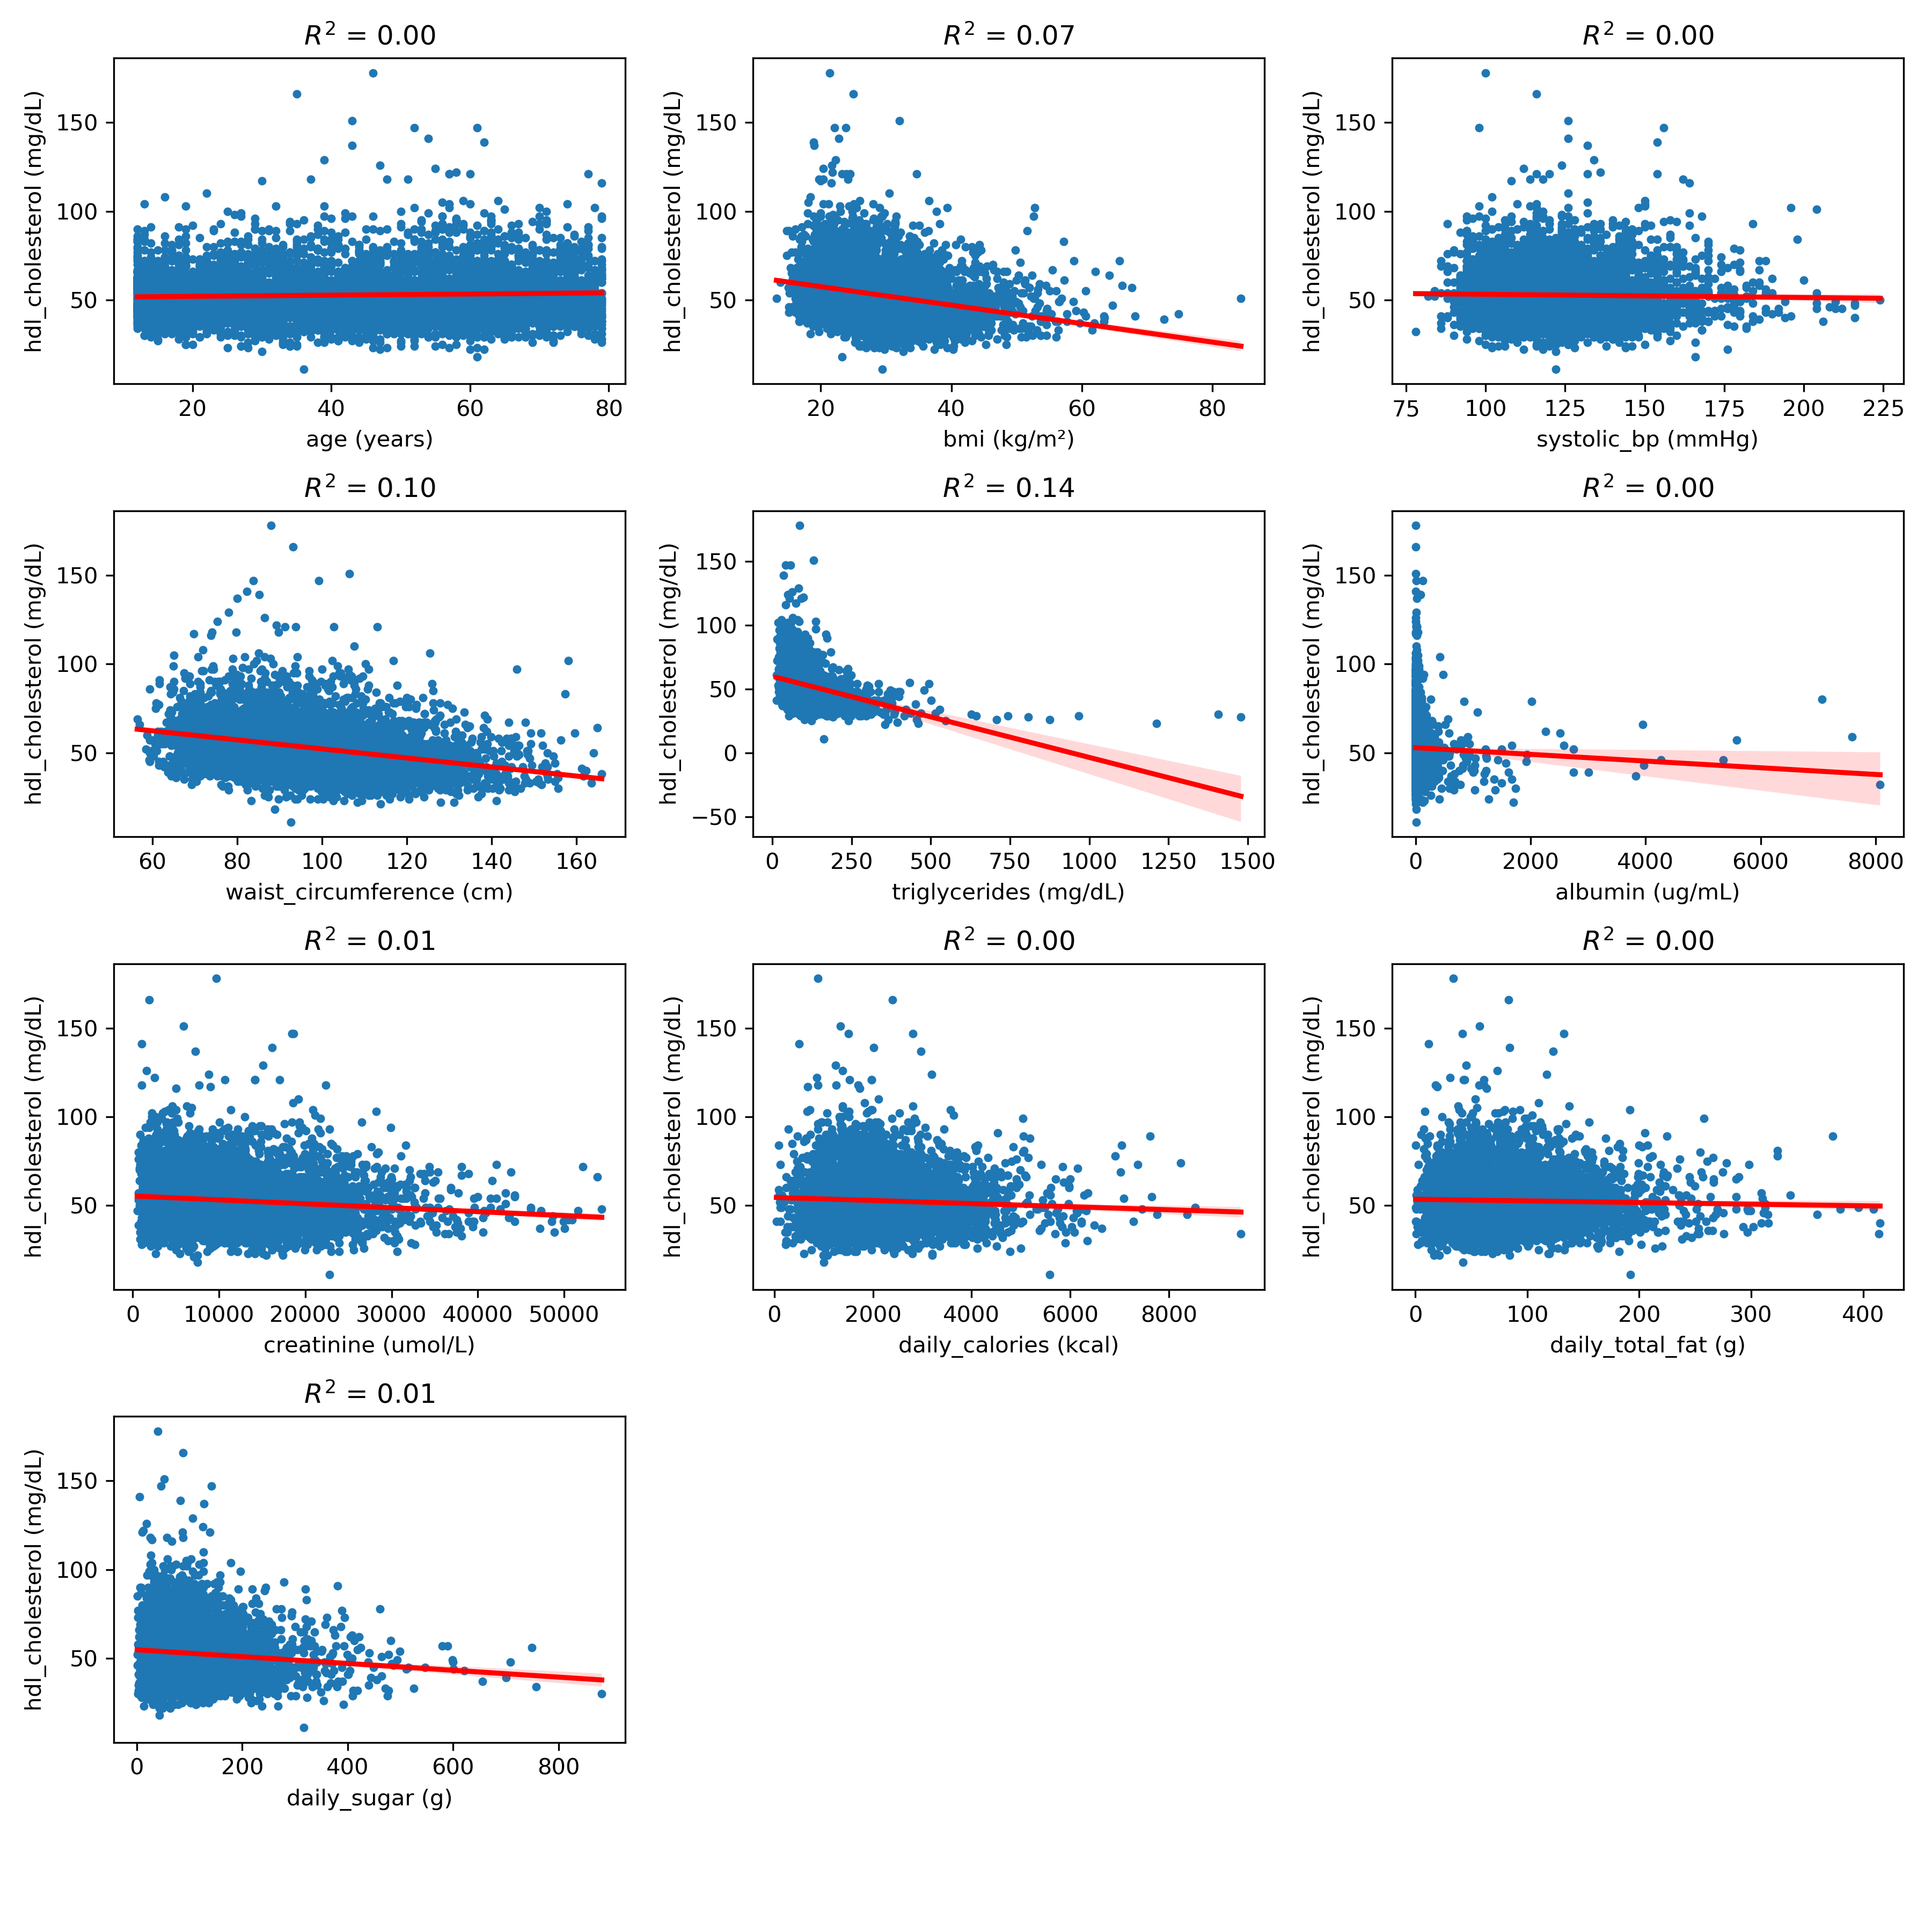 R² = 0.00
hdl_cholesterol (mg/dL)
150
100
50
20 40 60 80
age (years)
R² = 0.07
hdl_cholesterol (mg/dL)
150
100
50
20 40 60 80
bmi (kg/m²)
R² = 0.00
hdl_cholesterol (mg/dL)
150
100
50
75 100 125 150 175 200 225
systolic_bp (mmHg)
R² = 0.10
hdl_cholesterol (mg/dL)
150
100
50
60 80 100 120 140 160
waist_circumference (cm)
R² = 0.14
hdl_cholesterol (mg/dL)
150
100
50
0
−50
0 250 500 750 1000 1250 1500
triglycerides (mg/dL)
R² = 0.00
hdl_cholesterol (mg/dL)
150
100
50
0 2000 4000 6000 8000
albumin (ug/mL)
R² = 0.01
hdl_cholesterol (mg/dL)
150
100
50
0 10000 20000 30000 40000 50000
creatinine (umol/L)
R² = 0.00
hdl_cholesterol (mg/dL)
150
100
50
0 2000 4000 6000 8000
daily_calories (kcal)
R² = 0.00
hdl_cholesterol (mg/dL)
150
100
50
0 100 200 300 400
daily_total_fat (g)
R² = 0.01
hdl_cholesterol (mg/dL)
150
100
50
0 200 400 600 800
daily_sugar (g)